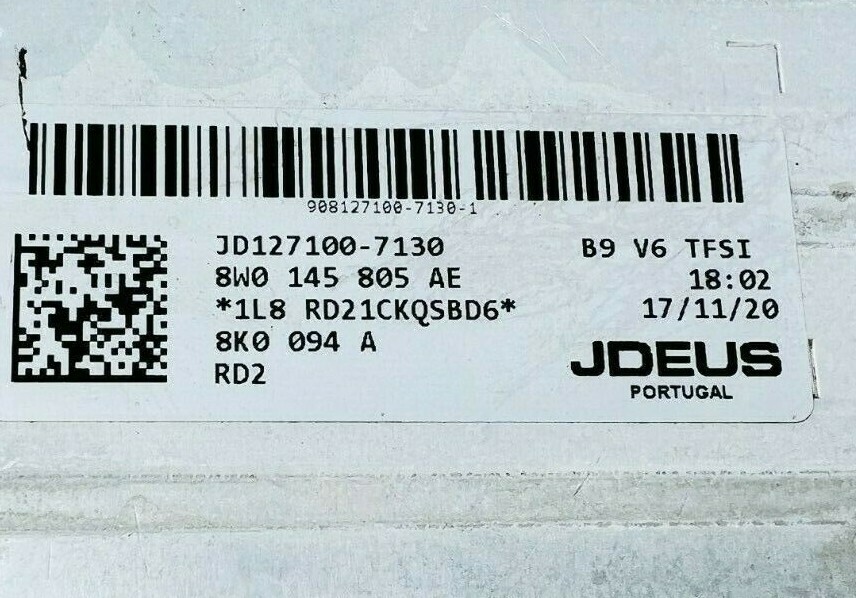 908127100-7130-1
JD127100-7130 B9 V6 TFSI
8W0 145 805 AE 18:02
*1L8 RD21CKQSBD6* 17/11/20
8K0 094 A
RD2
JDEUS
PORTUGAL